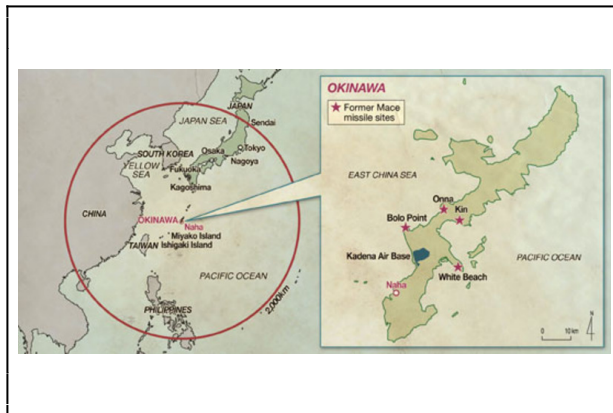 JAPAN
JAPAN SEA
Sendai
SOUTH KOREA
Osaka
Tokyo
YELLOW
SEA
Nagoya
Fukuoka
Kagoshima
CHINA
OKINAWA
Naha
Miyako Island
TAIWAN
Ishigaki Island
PACIFIC OCEAN
2,000km
PHILIPPINES
OKINAWA
★ Former Mace
missile sites
EAST CHINA SEA
Onna
Kin
Bolo Point
Kadena Air Base
PACIFIC OCEAN
White Beach
Naha
N
0 10 km